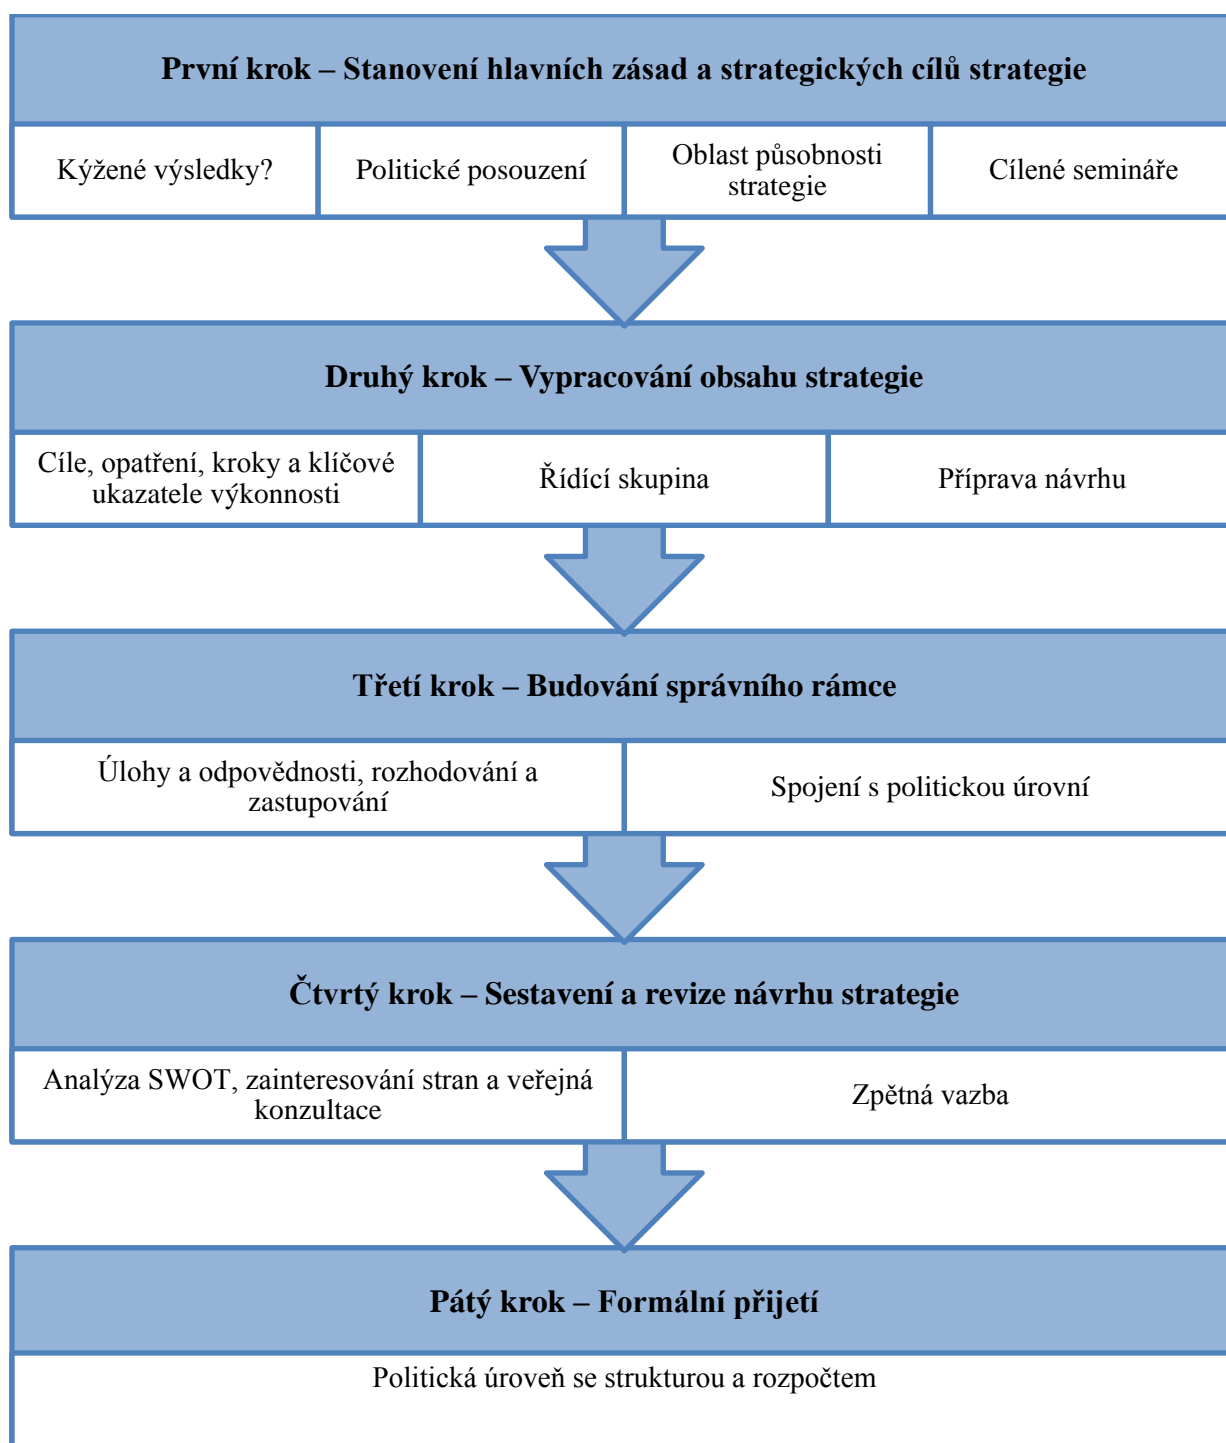 První krok – Stanovení hlavních zásad a strategických cílů strategie
Kýžené výsledky?
Politické posouzení
Oblast působnosti
strategie
Cílené semináře
Druhý krok – Vypracování obsahu strategie
Cíle, opatření, kroky a klíčové
ukazatele výkonnosti
Řídící skupina
Příprava návrhu
Třetí krok – Budování správního rámce
Úlohy a odpovědnosti, rozhodování a
zastupování
Spojení s politickou úrovní
Čtvrtý krok – Sestavení a revize návrhu strategie
Analýza SWOT, zainteresování stran a veřejná
konzultace
Zpětná vazba
Pátý krok – Formální přijetí
Politická úroveň se strukturou a rozpočtem